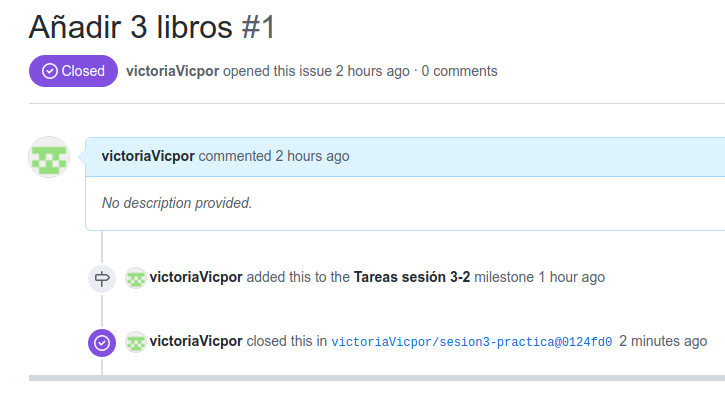 Añadir 3 libros #1
Closed victoriaVicpor opened this issue 2 hours ago · 0 comments
victoriaVicpor commented 2 hours ago
No description provided.
victoriaVicpor added this to the Tareas sesión 3-2 milestone 1 hour ago
victoriaVicpor closed this in victoriaVicpor/sesion3-practica@0124fd0 2 minutes ago